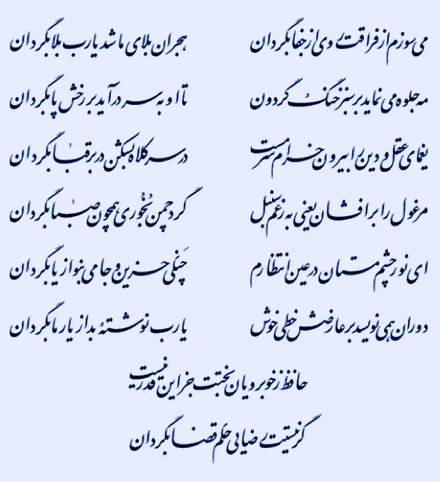 می سوزم از فراقت روی از جفا بگردان هجران بلای ما شد یارب بلا بگردان
مه جلوه می نماید بر سبز خنگ گردون تا او به سر درآید بر رخش پا بگردان
یغمای عقل و دین را بیرون خرام سرمست در سر کلاه بشکن در بر قبا بگردان
مرغول را برافشان یعنی به رغم سنبل گرد چمن بخوری همچون صبا بگردان
ای نور چشم مستان در عین انتظارم چنگی حزین و جامی بنواز یا بگردان
دوران همی نویسد بر عارضش خطی خوش یارب نوشتهٔ بد از یار ما بگردان
حافظ ز خوبرویان بختت جز این قدر نیست
گر نیستت رضایی حکم قضا بگردان